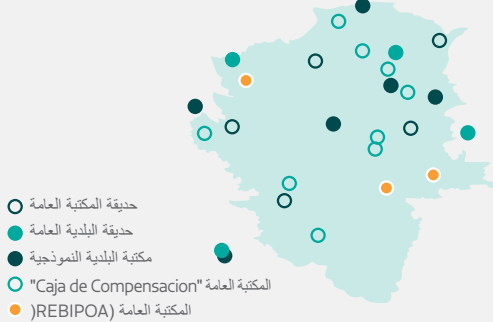 حديقة المكتبة العامة
حديقة البلدية العامة
مكتبة البلدية النموذجية
المكتبة العامة "Caja de Compensacion"
المكتبة العامة (REBIPOA(